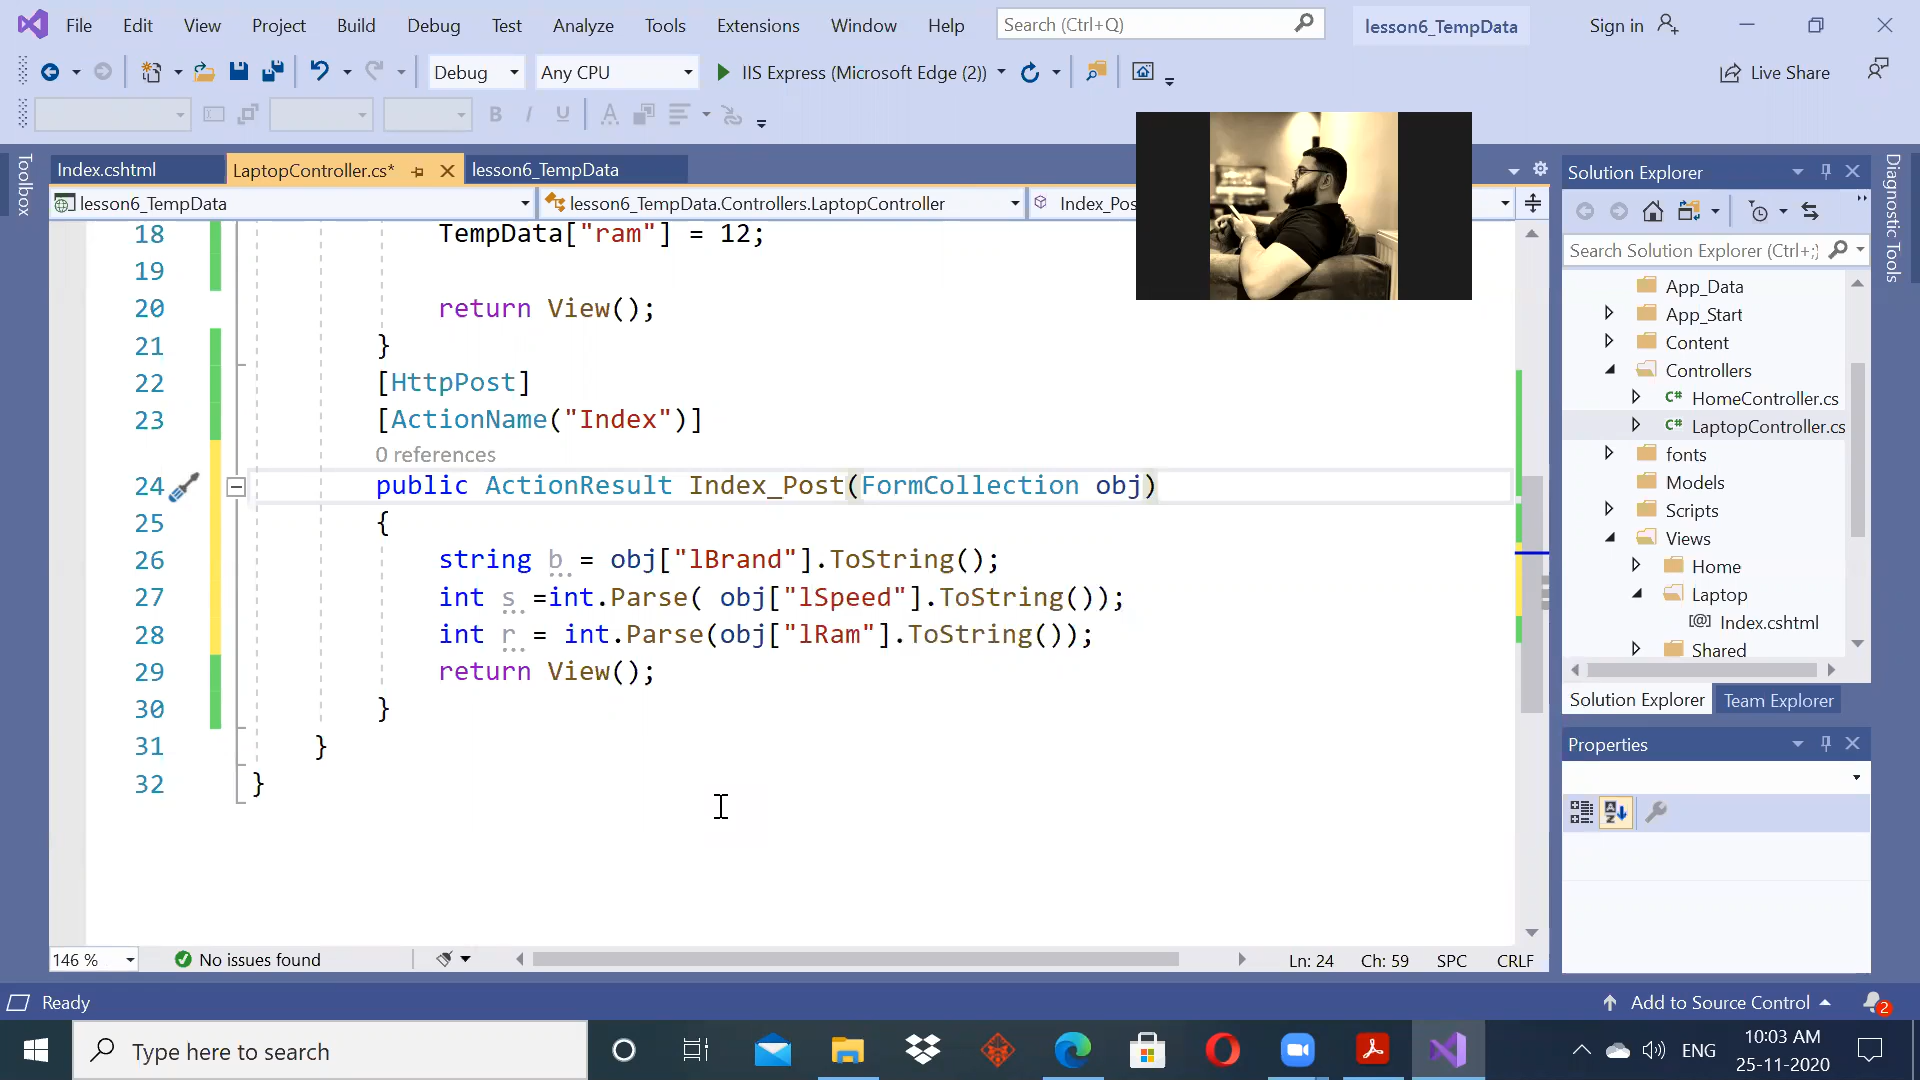 File Edit View Project Build Debug Test Analyze Tools Extensions Window Help Search (Ctrl+Q) lesson6_TempData Sign in
Debug Any CPU IIS Express (Microsoft Edge (2)) Live Share
B I U A
Toolbox
Index.cshtml LaptopController.cs* lesson6_TempData
lesson6_TempData lesson6_TempData.Controllers.LaptopController Index_Pos
18 TempData["ram"] = 12;
19
20 return View();
21 }
22 [HttpPost]
23 [ActionName("Index")]
0 references
24 public ActionResult Index_Post(FormCollection obj)
25 {
26 string b = obj["lBrand"].ToString();
27 int s =int.Parse( obj["lSpeed"].ToString());
28 int r = int.Parse(obj["lRam"].ToString());
29 return View();
30 }
31 }
32 }
146 % No issues found Ln: 24 Ch: 59 SPC CRLF
Solution Explorer
Search Solution Explorer (Ctrl+;)
App_Data
App_Start
Content
Controllers
C# HomeController.cs
C# LaptopController.cs
fonts
Models
Scripts
Views
Home
Laptop
[@] Index.cshtml
Shared
Solution Explorer Team Explorer
Properties
Diagnostic Tools
Ready Add to Source Control 2
Type here to search ENG 10:03 AM
25-11-2020